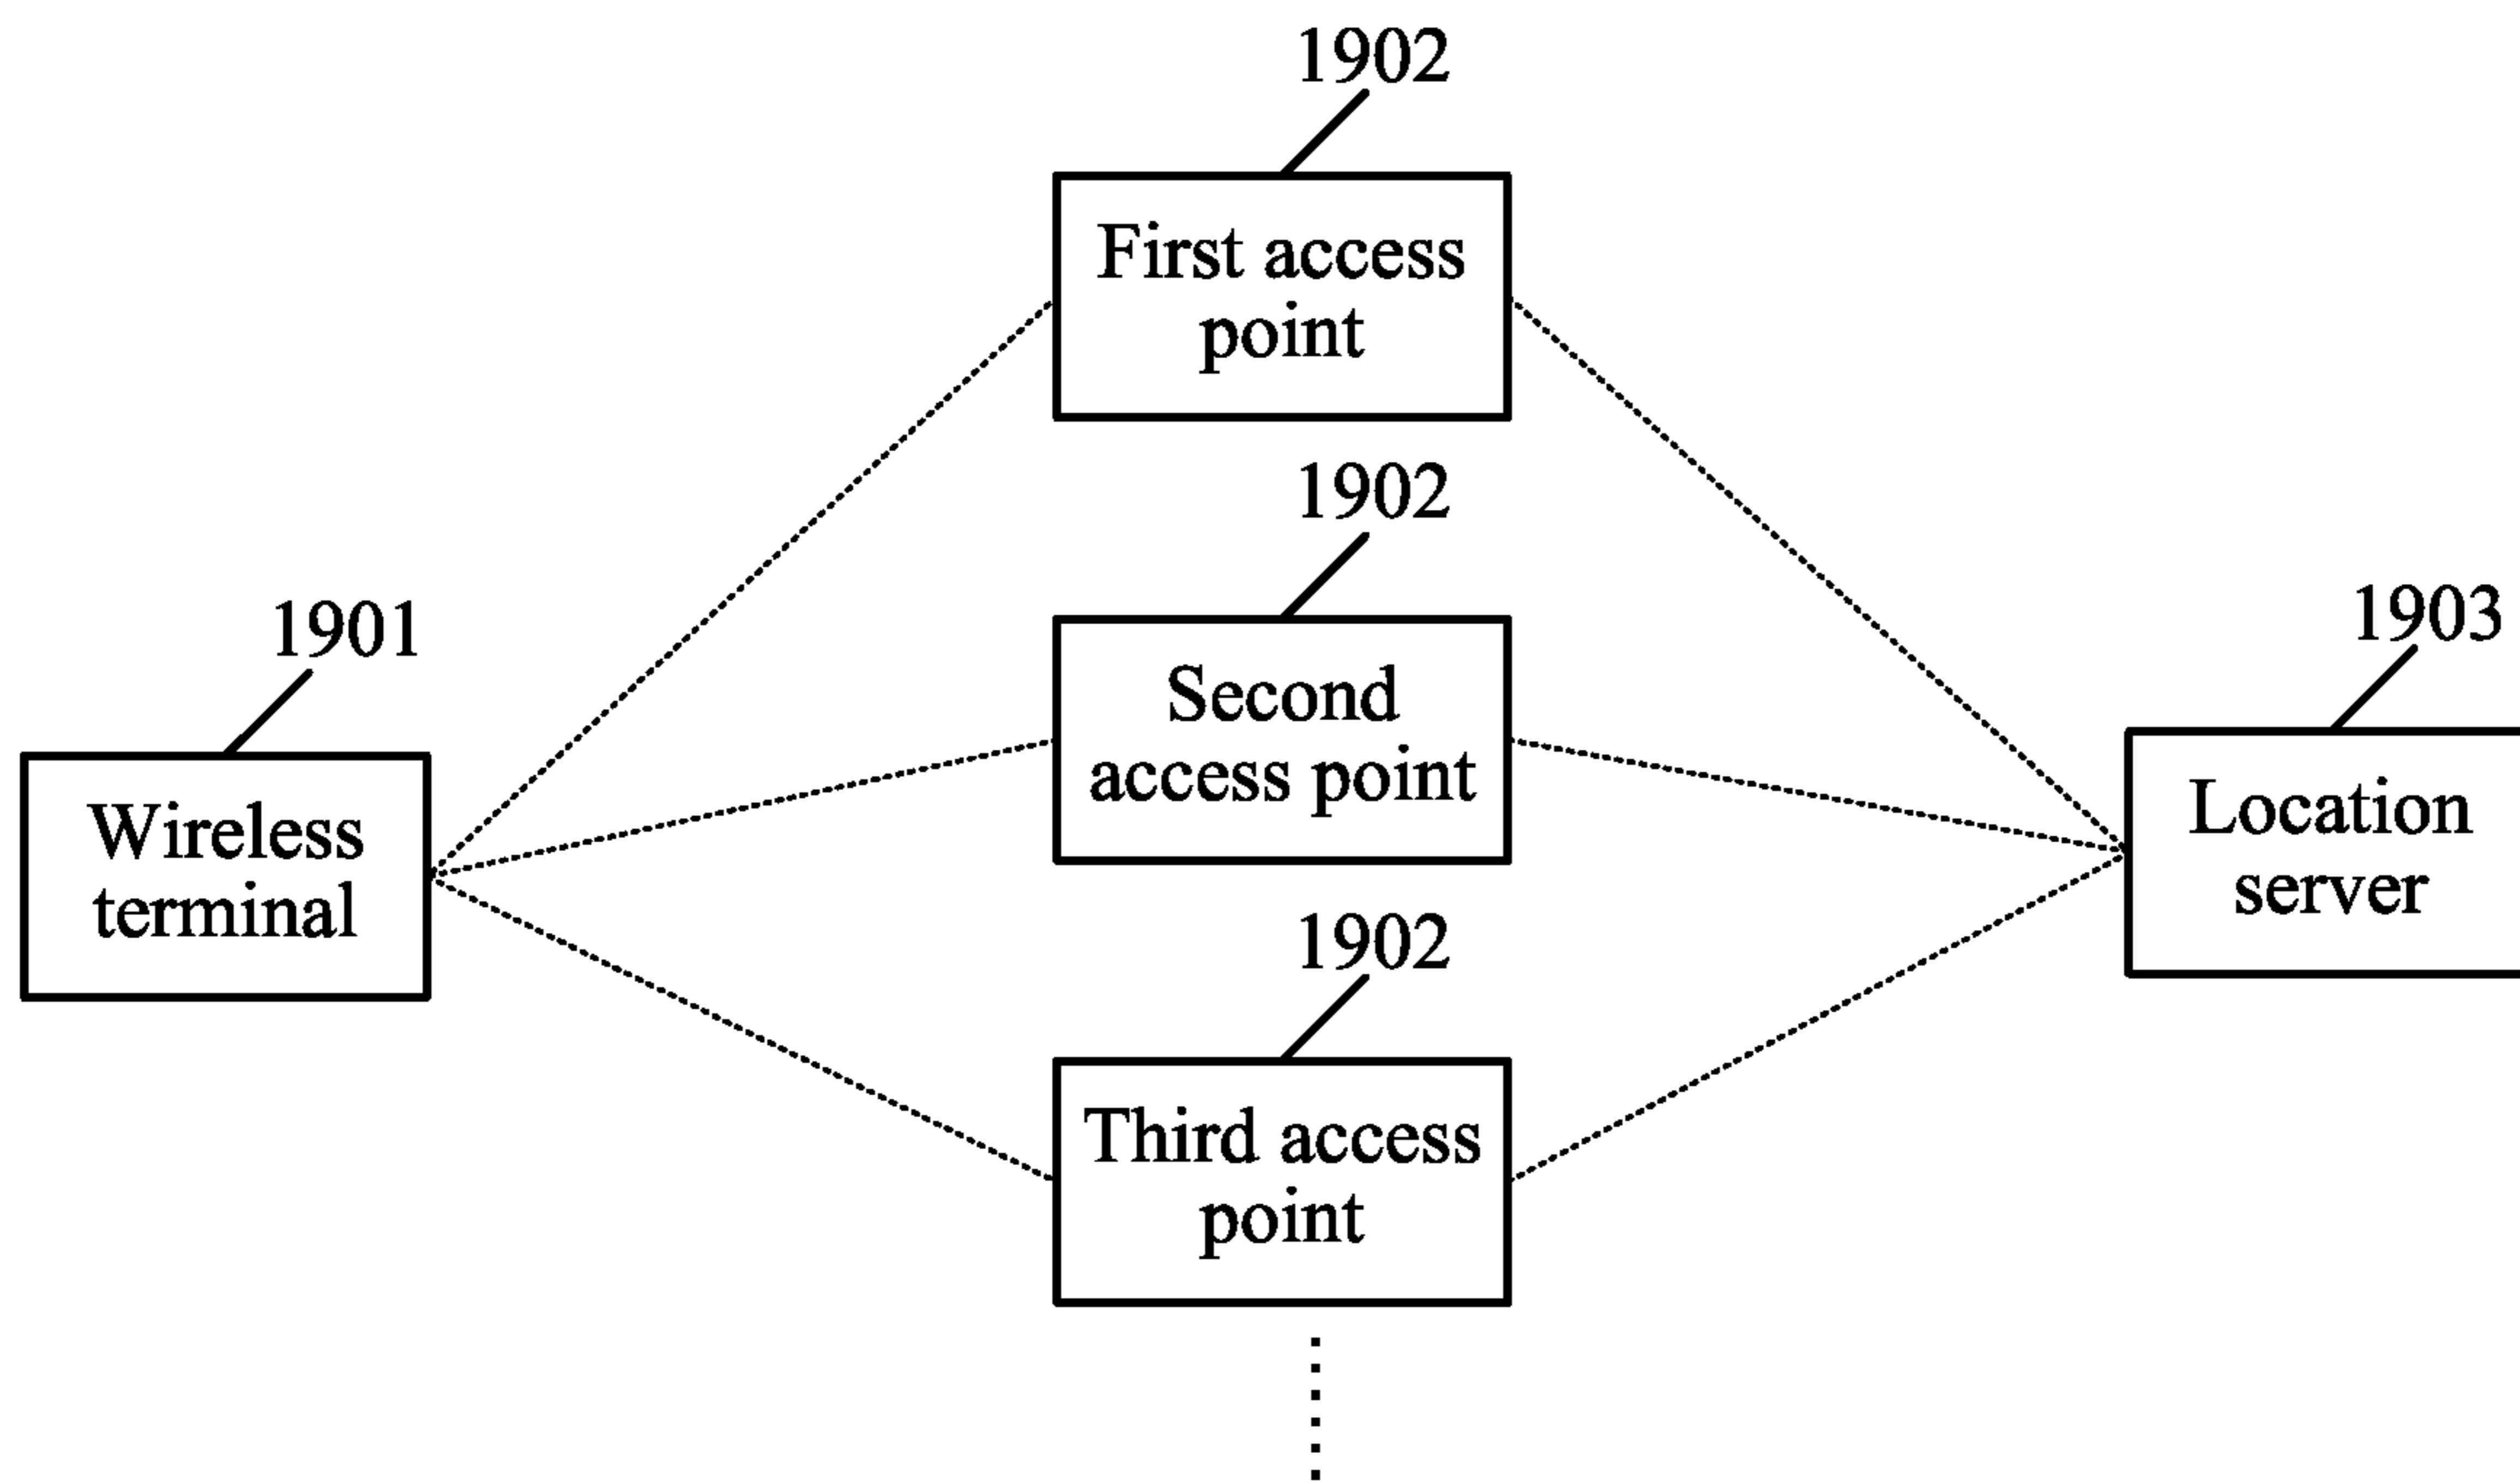 1902
First access
point
1902
Second
access point
1901
Wireless
terminal
1903
Location
server
1902
Third access
point